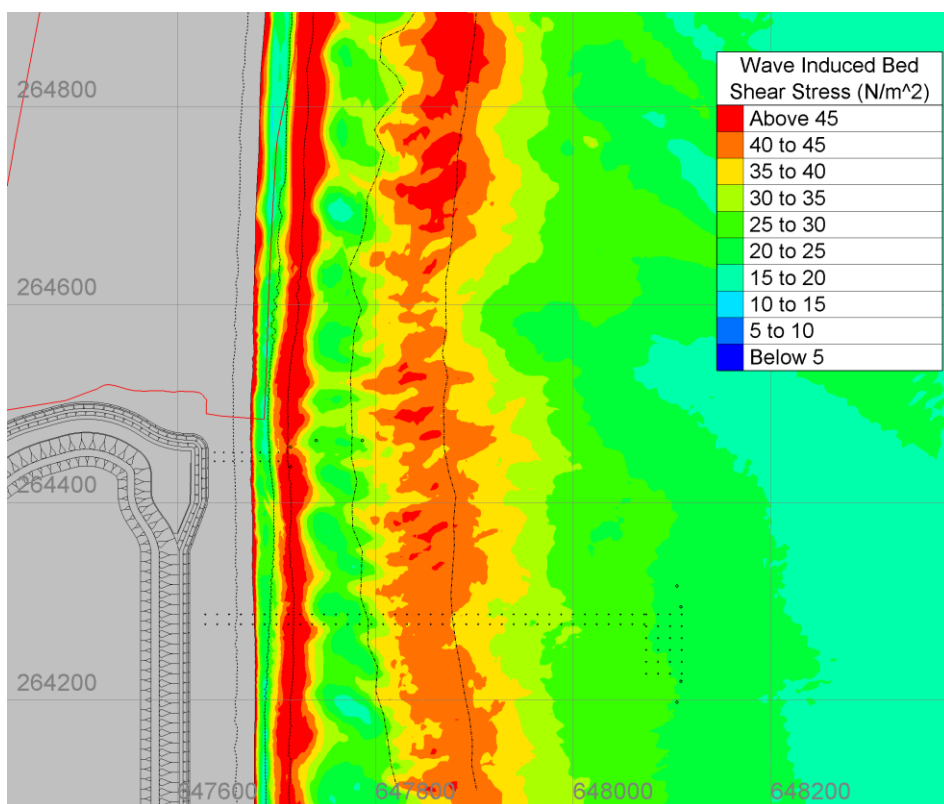 264800
264600
264400
264200
647600
647800
648000
648200
Wave Induced Bed
Shear Stress (N/m^2)
Above 45
40 to 45
35 to 40
30 to 35
25 to 30
20 to 25
15 to 20
10 to 15
5 to 10
Below 5